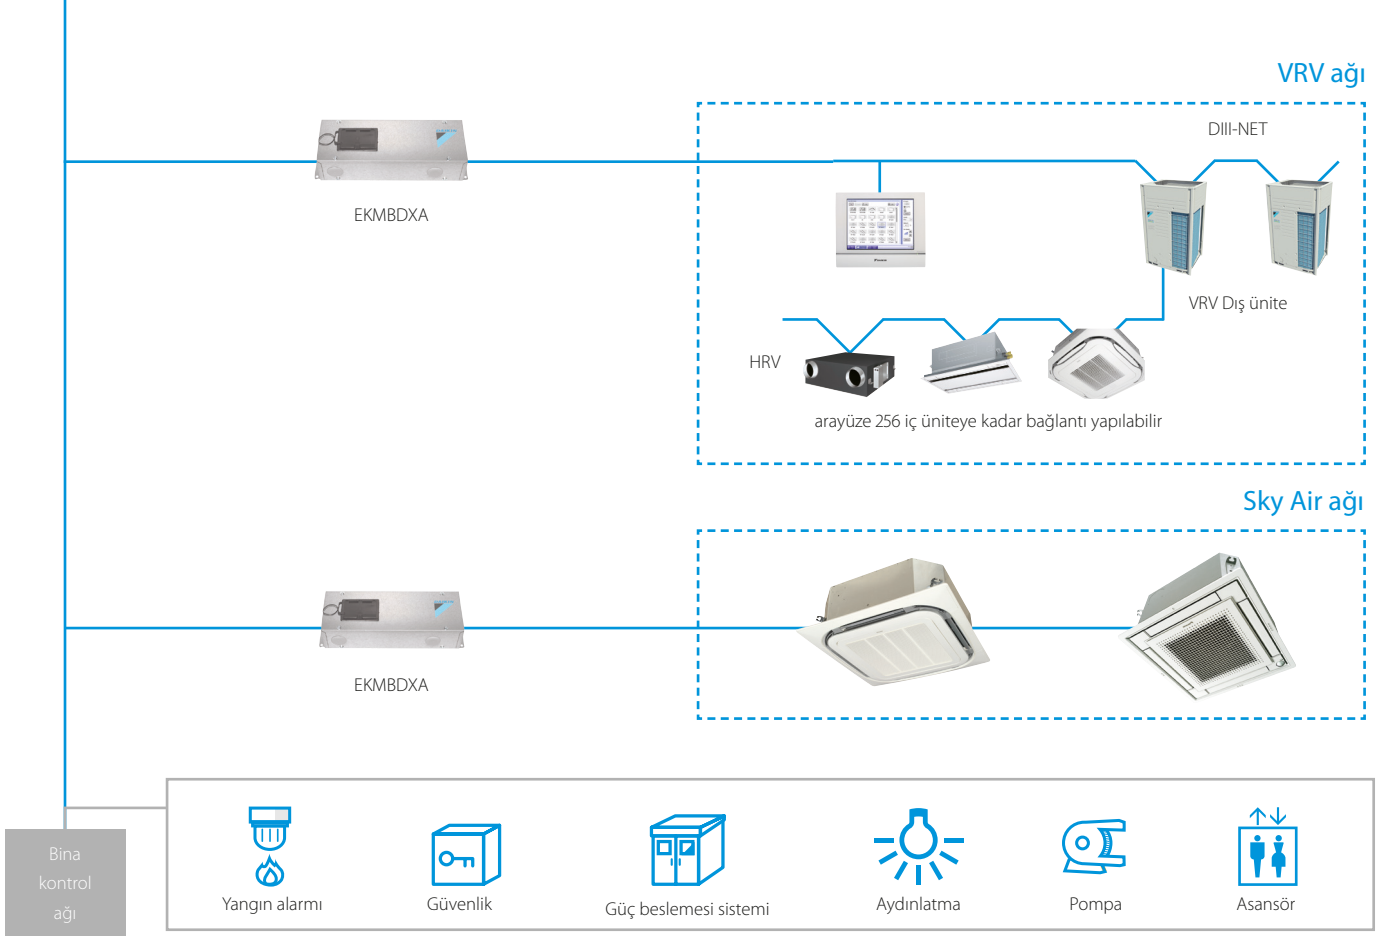 VRV ağı
DIII-NET
EKMBDXA
VRV Dış ünite
HRV
arayüze 256 iç üniteye kadar bağlantı yapılabilir
Sky Air ağı
EKMBDXA
Bina
kontrol
ağı
Yangın alarmı
Güvenlik
Güç beslemesi sistemi
Aydınlatma
Pompa
Asansör